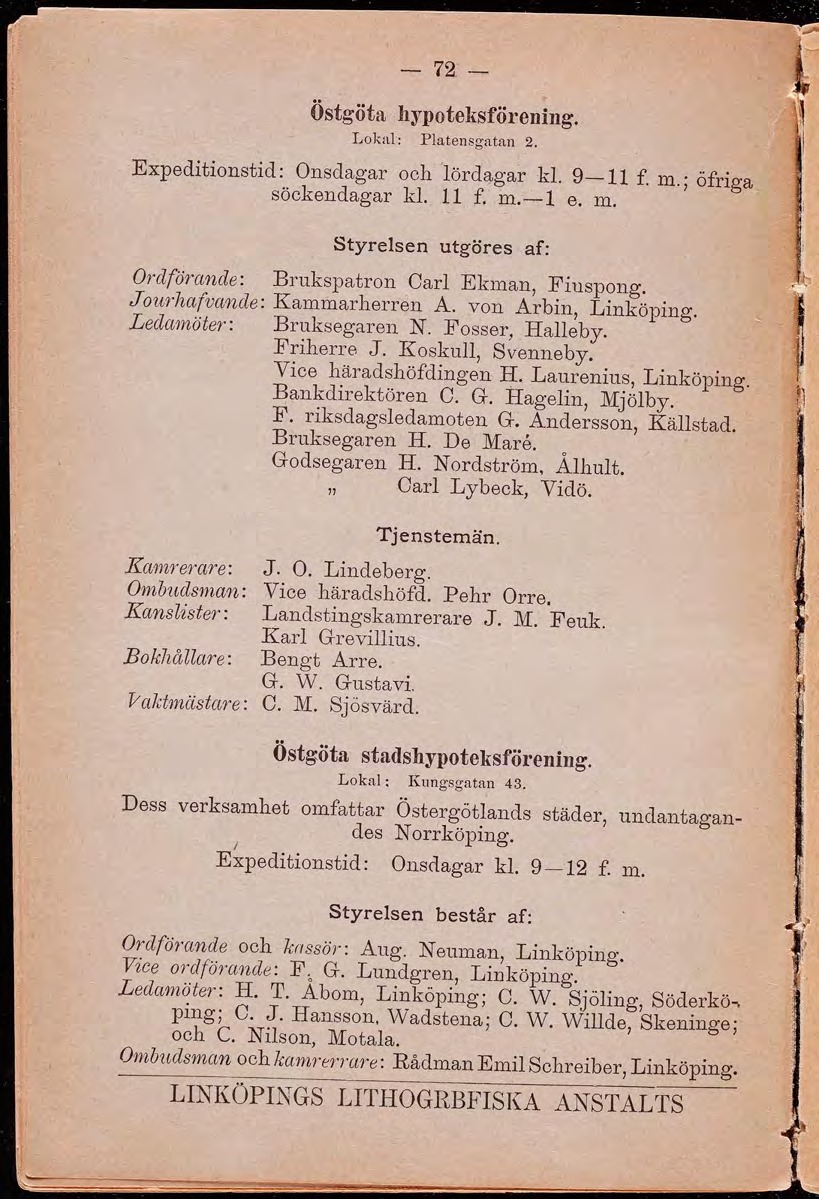 — 72 —
Östgöta hypoteksförening.
Lokal: Platensgatan 2.
Expeditionstid: Onsdagar och lördagar kl. 9—11 f. m.; öfriga
söckendagar kl. 11 f. m.—1 e. m.
Styrelsen utgöres af:
Ordförande: Brukspatron Carl Ekman, Fiuspong.
Jourhafvande: Kammarherren A. von Arbin, Linköping.
Ledamöter: Bruksegaren N. Fosser, Halleby.
Friherre J. Koskull, Svenneby.
Vice häradshöfdingen H. Laurenius, Linköping.
Bankdirektören C. G. Hagelin, Mjölby.
F. riksdagsledamoten G. Andersson, Källstad.
Bruksegaren H. De Maré.
Godsegaren H. Nordström, Ålhult.
„ Carl Lybeck, Vidö.
Tjenstemän.
Kamrerare: J. O. Lindeberg.
Ombudsman: Vice häradshöfd. Pehr Orre.
Kanslister: Landstingskamrerare J. M. Feuk.
Karl Grevillius.
Bokhållare: Bengt Arre.
G. W. Gustavi.
Vaktmästare: C. M. Sjösvärd.
Östgöta stadshypoteksförening.
Lokal: Kungsgatan 43.
Dess verksamhet omfattar Östergötlands städer, undantagan-
des Norrköping.
Expeditionstid: Onsdagar kl. 9—12 f. m.
Styrelsen består af:
Ordförande och kassör: Aug. Neuman, Linköping.
Vice ordförande: F. G. Lundgren, Linköping.
Ledamöter: H. T. Åbom, Linköping; C. W. Sjöling, Söderkö-
ping; C. J. Hansson, Wadstena; C. W. Willde, Skeninge;
och C. Nilson, Motala.
Ombudsman och kamrerrare: Rådman Emil Schreiber, Linköping.
LINKÖPINGS LITHOGRBFISKA ANSTALTS